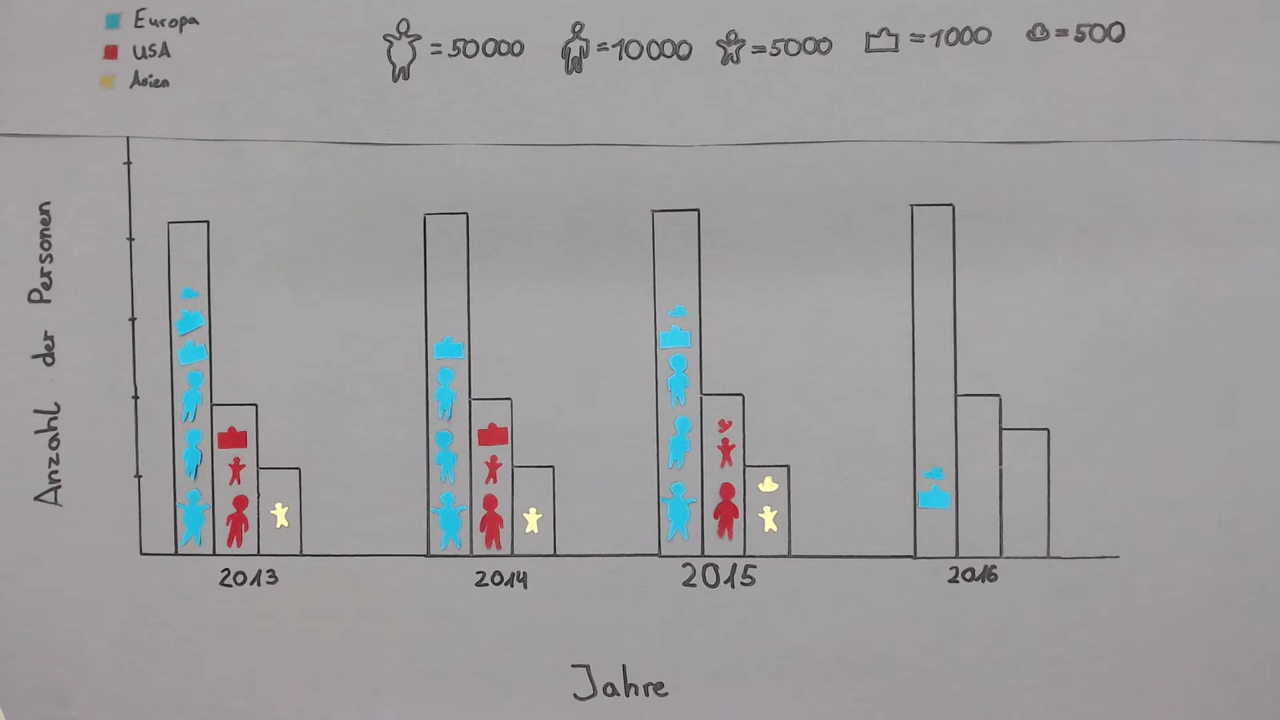 Europa
USA
Asien
=50000 =10000 =5000 =1000 =500
Anzahl der Personen
2013 2014 2015 2016
Jahre